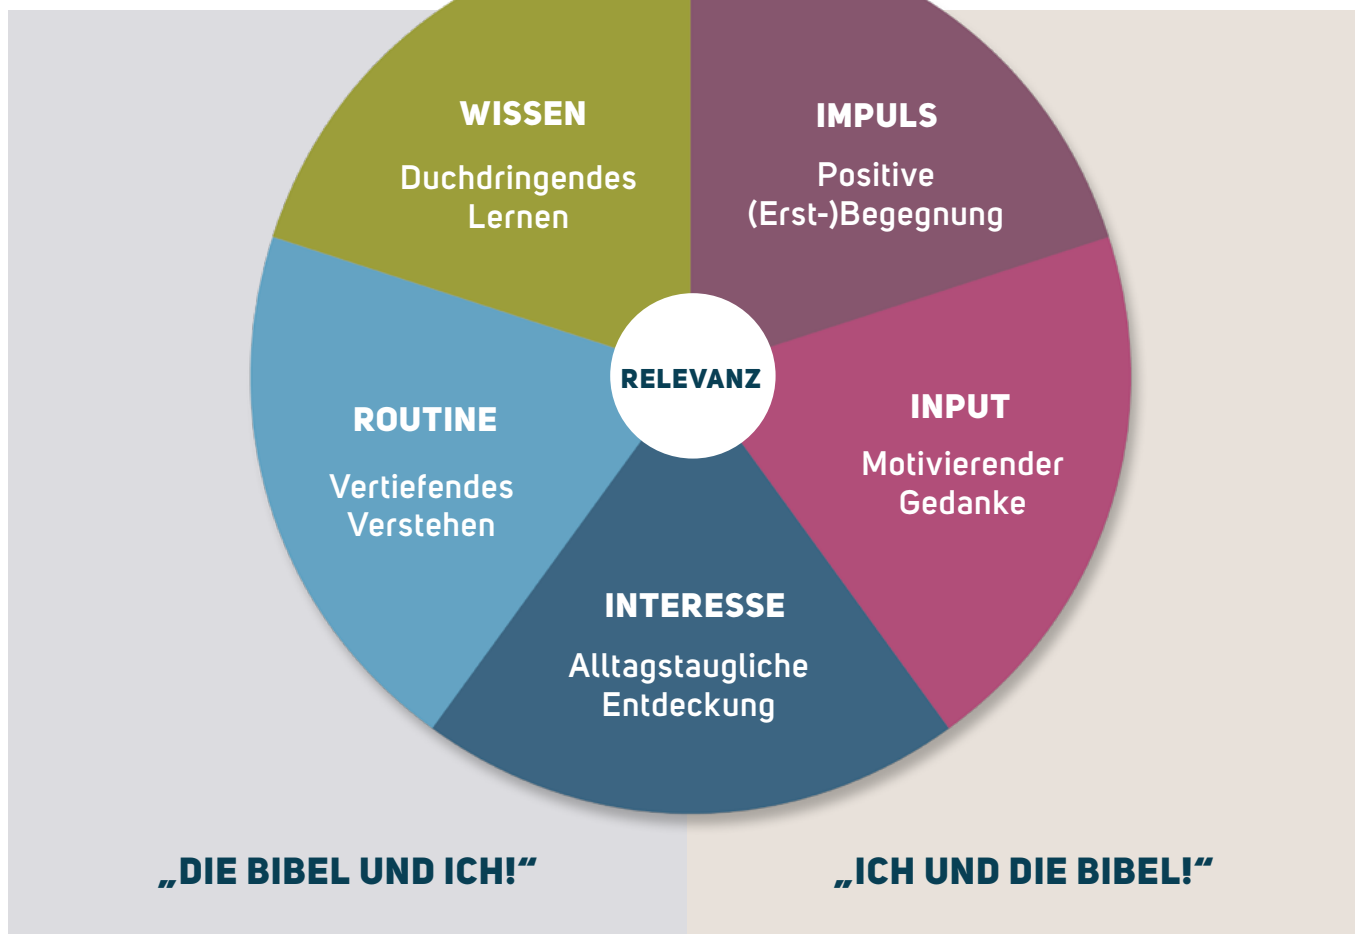 WISSEN
Duchdringendes
Lernen
IMPULS
Positive
(Erst-)Begegnung
RELEVANZ
INPUT
Motivierender
Gedanke
ROUTINE
Vertiefendes
Verstehen
INTERESSE
Alltagstaugliche
Entdeckung
„DIE BIBEL UND ICH!“
„ICH UND DIE BIBEL!“